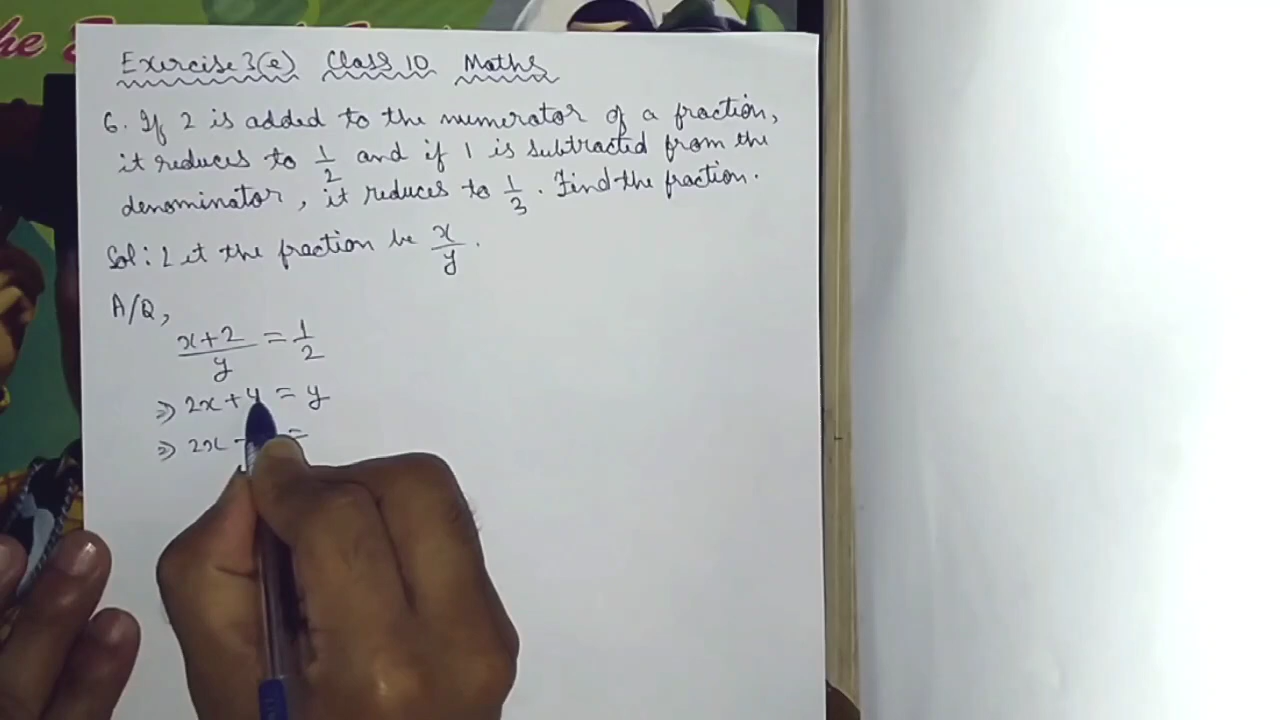 he
Exercise 3(e) Class 10 Maths
6. If 2 is added to the numerator of a fraction,
it reduces to 1/2 and if 1 is subtracted from the
denominator, it reduces to 1/3. Find the fraction.
Sol: Let the fraction be x/y.
A/Q,
(x+2)/y = 1/2
⇒ 2x + 4 = y
⇒ 2x - =